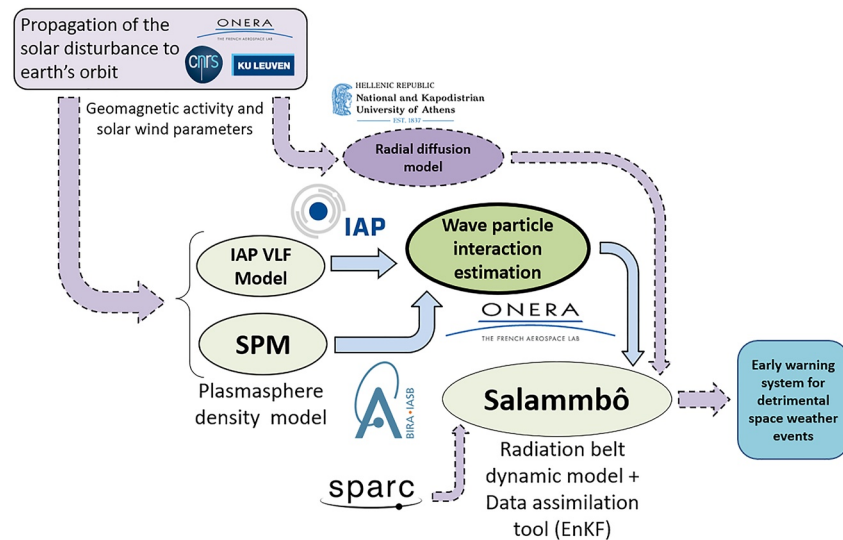 Propagation of the
solar disturbance to
earth's orbit
ONERA
THE FRENCH AEROSPACE LAB
cnrs
KU LEUVEN
Geomagnetic activity and
solar wind parameters
HELLENIC REPUBLIC
National and Kapodistrian
University of Athens
EST. 1837
Radial diffusion
model
IAP
IAP VLF
Model
Wave particle
interaction
estimation
SPM
Plasmasphere
density model
ONERA
THE FRENCH AEROSPACE LAB
BIRA•IASB
Salammbô
Early warning
system for
detrimental
space weather
events
sparc
Radiation belt
dynamic model +
Data assimilation
tool (EnKF)